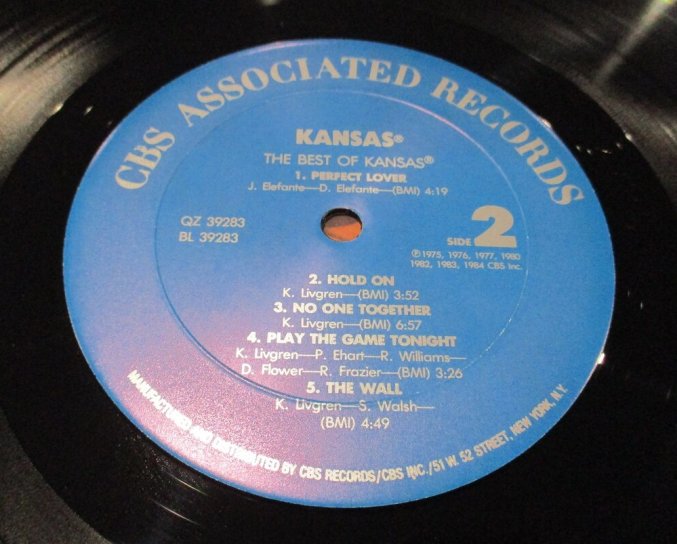 CBS ASSOCIATED RECORDS
KANSAS®
THE BEST OF KANSAS®
1. PERFECT LOVER
J. Elefante—D. Elefante—(BMI) 4:19
QZ 39283
BL 39283
SIDE 2
℗1975, 1976, 1977, 1980
1982, 1983, 1984 CBS Inc.
2. HOLD ON
K. Livgren—(BMI) 3:52
3. NO ONE TOGETHER
K. Livgren—(BMI) 6:57
4. PLAY THE GAME TONIGHT
K. Livgren—P. Ehart—R. Williams—
D. Flower—R. Frazier—(BMI) 3:26
5. THE WALL
K. Livgren—S. Walsh—
(BMI) 4:49
MANUFACTURED AND DISTRIBUTED BY CBS RECORDS/CBS INC./51 W. 52 STREET, NEW YORK, N.Y.